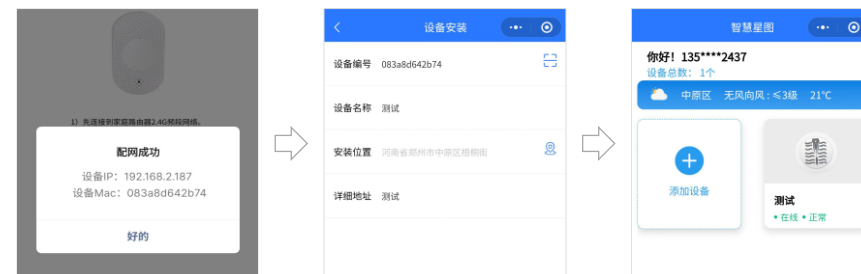 1）先连接到家庭路由器2.4G频段网络。
配网成功
设备IP：192.168.2.187
设备Mac：083a8d642b74
好的
设备安装
设备编号 083a8d642b74
设备名称 测试
安装位置 河南省郑州市中原区梧桐街
详细地址 测试
智慧星图
你好！135****2437
设备总数：1个
中原区 无风向风：≤3级 21℃
添加设备
测试
•在线 •正常